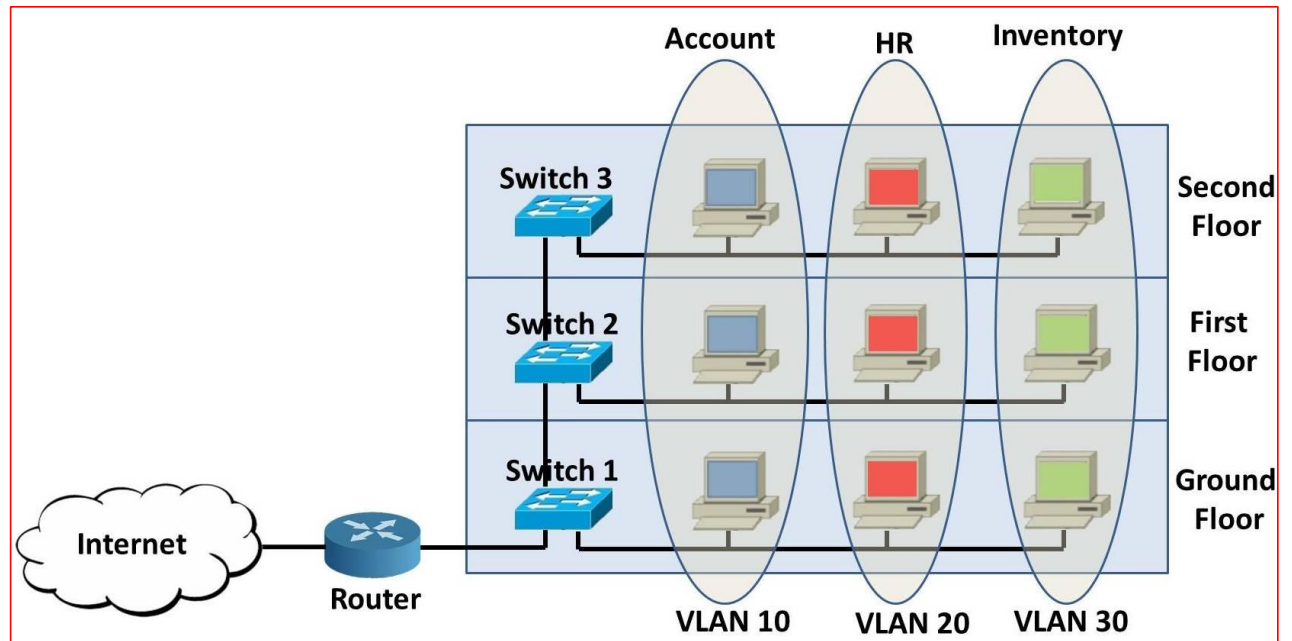 Account
HR
Inventory
Switch 3
Second
Floor
Switch 2
First
Floor
Switch 1
Ground
Floor
Internet
Router
VLAN 10
VLAN 20
VLAN 30